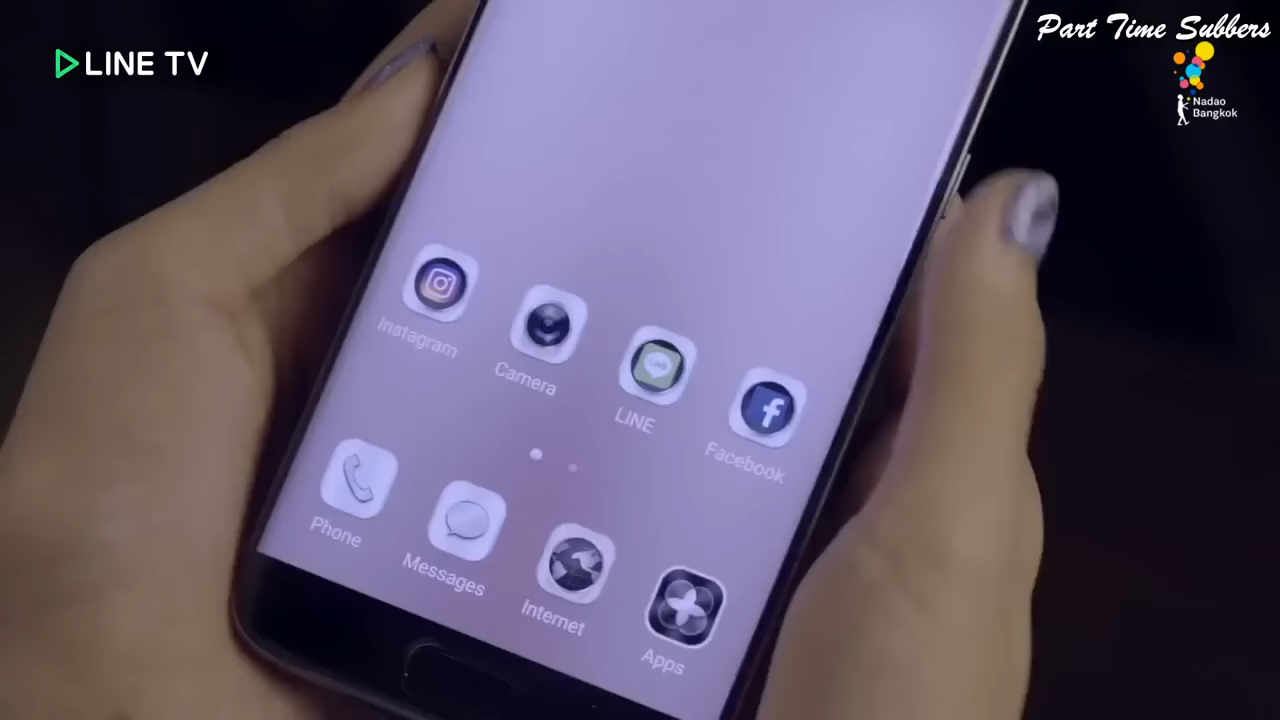 Part Time Subbers
LINE TV
Nadao
Bangkok
Instagram
Camera
LINE
Facebook
Phone
Messages
Internet
Apps